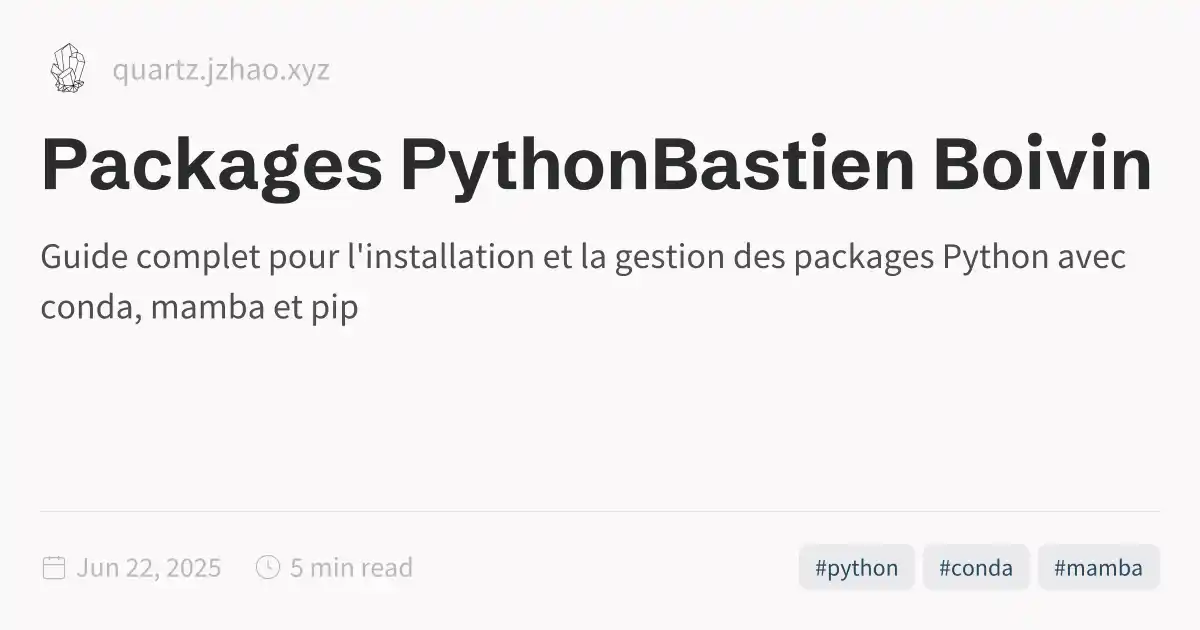 quartz.jzhao.xyz
Packages PythonBastien Boivin
Guide complet pour l'installation et la gestion des packages Python avec
conda, mamba et pip
Jun 22, 2025 5 min read #python #conda #mamba